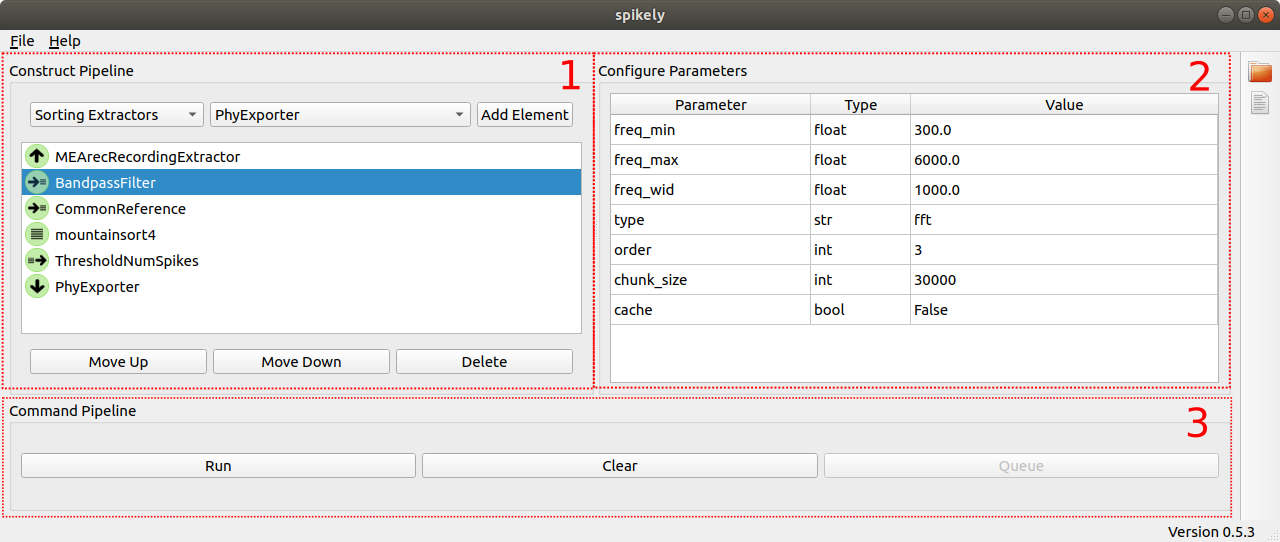 spikely
File Help
Construct Pipeline
1
Sorting Extractors PhyExporter Add Element
MEArecRecordingExtractor
BandpassFilter
CommonReference
mountainsort4
ThresholdNumSpikes
PhyExporter
Move Up Move Down Delete
Configure Parameters
2
Parameter Type Value
freq_min float 300.0
freq_max float 6000.0
freq_wid float 1000.0
type str fft
order int 3
chunk_size int 30000
cache bool False
Command Pipeline
3
Run Clear Queue
Version 0.5.3